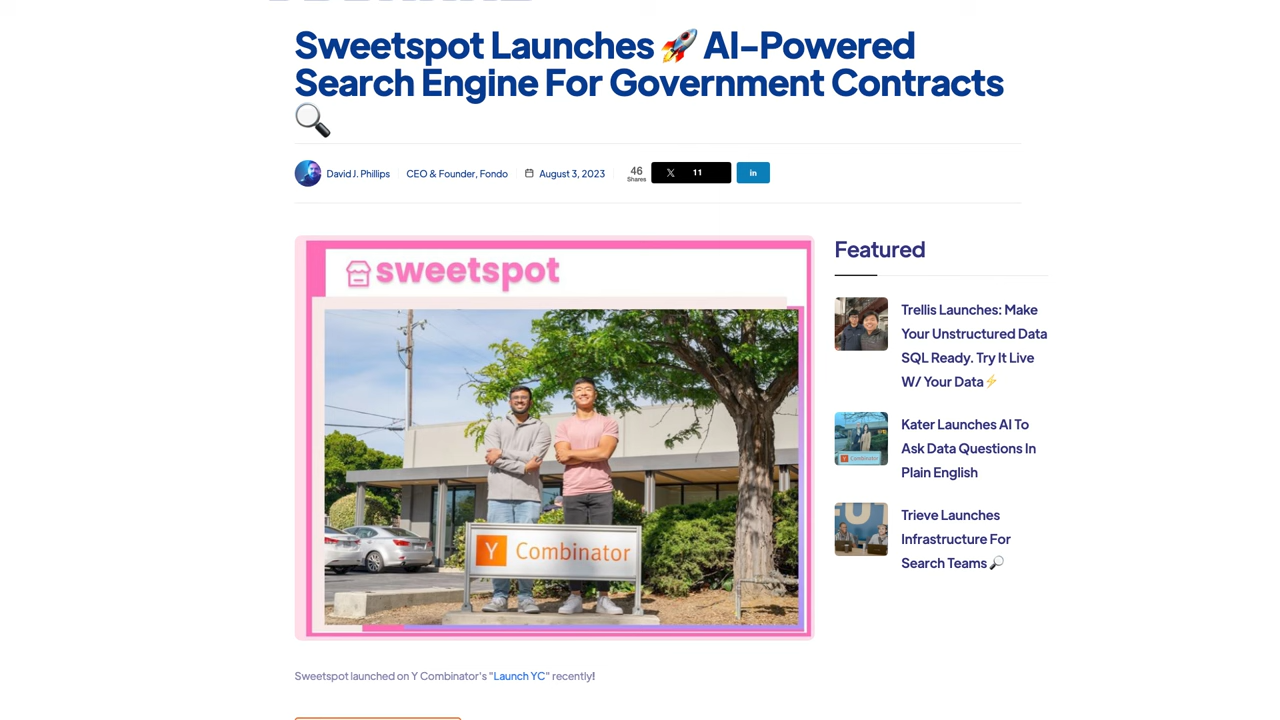 Sweetspot Launches 🚀 AI-Powered
Search Engine For Government Contracts
🔍
David J. Phillips
CEO & Founder, Fondo
August 3, 2023
46
Shares
11
in
sweetspot
Y Combinator
Sweetspot launched on Y Combinator's "Launch YC" recently!
Featured
Trellis Launches: Make
Your Unstructured Data
SQL Ready. Try It Live
W/ Your Data⚡
Kater Launches AI To
Ask Data Questions In
Plain English
Y Combinator
Trieve Launches
Infrastructure For
Search Teams🔎